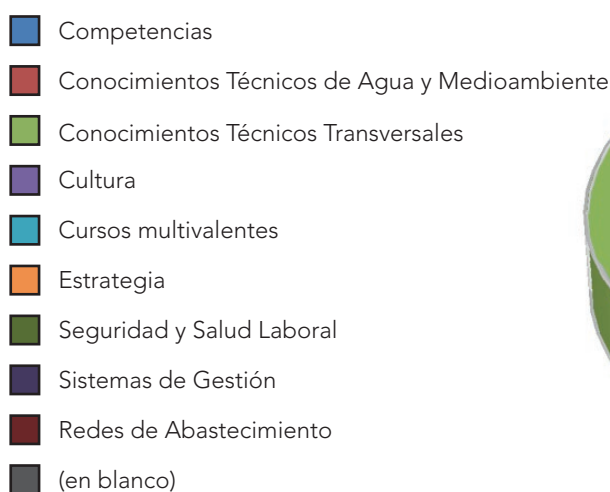 Competencias
Conocimientos Técnicos de Agua y Medioambiente
Conocimientos Técnicos Transversales
Cultura
Cursos multivalentes
Estrategia
Seguridad y Salud Laboral
Sistemas de Gestión
Redes de Abastecimiento
(en blanco)